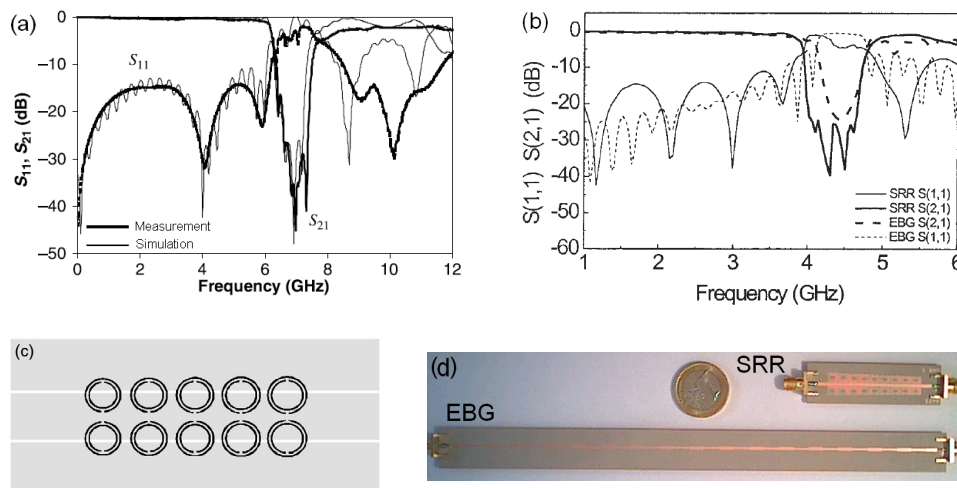 (a)
0
−10
−20
−30
−40
−50
S11, S21 (dB)
S11
S21
Measurement
Simulation
0 2 4 6 8 10 12
Frequency (GHz)
(b)
0
-10
-20
-30
-40
-50
-60
S(1,1) S(2,1) (dB)
SRR S(1,1)
SRR S(2,1)
EBG S(2,1)
EBG S(1,1)
1 2 3 4 5 6
Frequency (GHz)
(c)
(d)
SRR
EBG